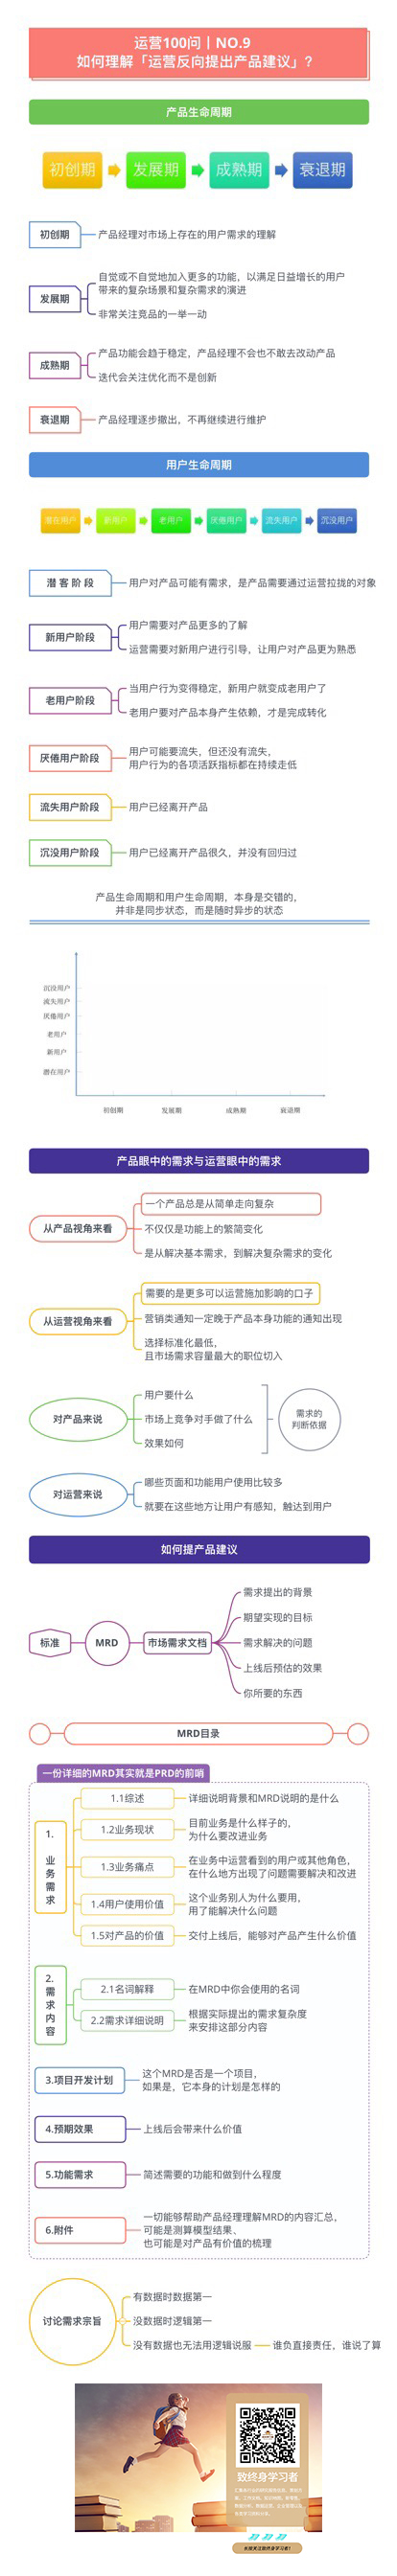 运营100问丨NO.9
如何理解「运营反向提出产品建议」？
产品生命周期
初创期
发展期
成熟期
衰退期
初创期
产品经理对市场上存在的用户需求的理解
发展期
自觉或不自觉地加入更多的功能，以满足日益增长的用户
带来的复杂场景和复杂需求的演进
非常关注竞品的一举一动
成熟期
产品功能会趋于稳定，产品经理不会也不敢去改动产品
迭代会关注优化而不是创新
衰退期
产品经理逐步撤出，不再继续进行维护
用户生命周期
潜在用户
新用户
老用户
厌倦用户
流失用户
沉没用户
潜 客 阶 段
用户对产品可能有需求，是产品需要通过运营拉拢的对象
新用户阶段
用户需要对产品更多的了解
运营需要对新用户进行引导，让用户对产品更为熟悉
老用户阶段
当用户行为变得稳定，新用户就变成老用户了
老用户要对产品本身产生依赖，才是完成转化
厌倦用户阶段
用户可能要流失，但还没有流失，
用户行为的各项活跃指标都在持续走低
流失用户阶段
用户已经离开产品
沉没用户阶段
用户已经离开产品很久，并没有回归过
产品生命周期和用户生命周期，本身是交错的，
并非是同步状态，而是随时异步的状态
沉没用户
流失用户
厌倦用户
老用户
新用户
潜在用户
初创期
发展期
成熟期
衰退期
产品眼中的需求与运营眼中的需求
从产品视角来看
一个产品总是从简单走向复杂
不仅仅是功能上的繁简变化
是从解决基本需求，到解决复杂需求的变化
从运营视角来看
需要的是更多可以运营施加影响的口子
营销类通知一定晚于产品本身功能的通知出现
选择标准化最低，
且市场需求容量最大的职位切入
对产品来说
用户要什么
市场上竞争对手做了什么
效果如何
需求的
判断依据
对运营来说
哪些页面和功能用户使用比较多
就要在这些地方让用户有感知，触达到用户
如何提产品建议
标准
MRD
市场需求文档
需求提出的背景
期望实现的目标
需求解决的问题
上线后预估的效果
你所要的东西
MRD目录
一份详细的MRD其实就是PRD的前哨
1.
业
务
需
求
1.1综述
详细说明背景和MRD说明的是什么
1.2业务现状
目前业务是什么样子的，
为什么要改进业务
1.3业务痛点
在业务中运营看到的用户或其他角色，
在什么地方出现了问题需要解决和改进
1.4用户使用价值
这个业务别人为什么要用，
用了能解决什么问题
1.5对产品的价值
交付上线后，能够对产品产生什么价值
2.
需
求
内
容
2.1名词解释
在MRD中你会使用的名词
2.2需求详细说明
根据实际提出的需求复杂度
来安排这部分内容
3.项目开发计划
这个MRD是否是一个项目，
如果是，它本身的计划是怎样的
4.预期效果
上线后会带来什么价值
5.功能需求
简述需要的功能和做到什么程度
6.附件
一切能够帮助产品经理理解MRD的内容汇总，
可能是测算模型结果、
也可能是对产品有价值的梳理
讨论需求宗旨
有数据时数据第一
没数据时逻辑第一
没有数据也无法用逻辑说服
谁负直接责任，谁说了算
数终身学习者